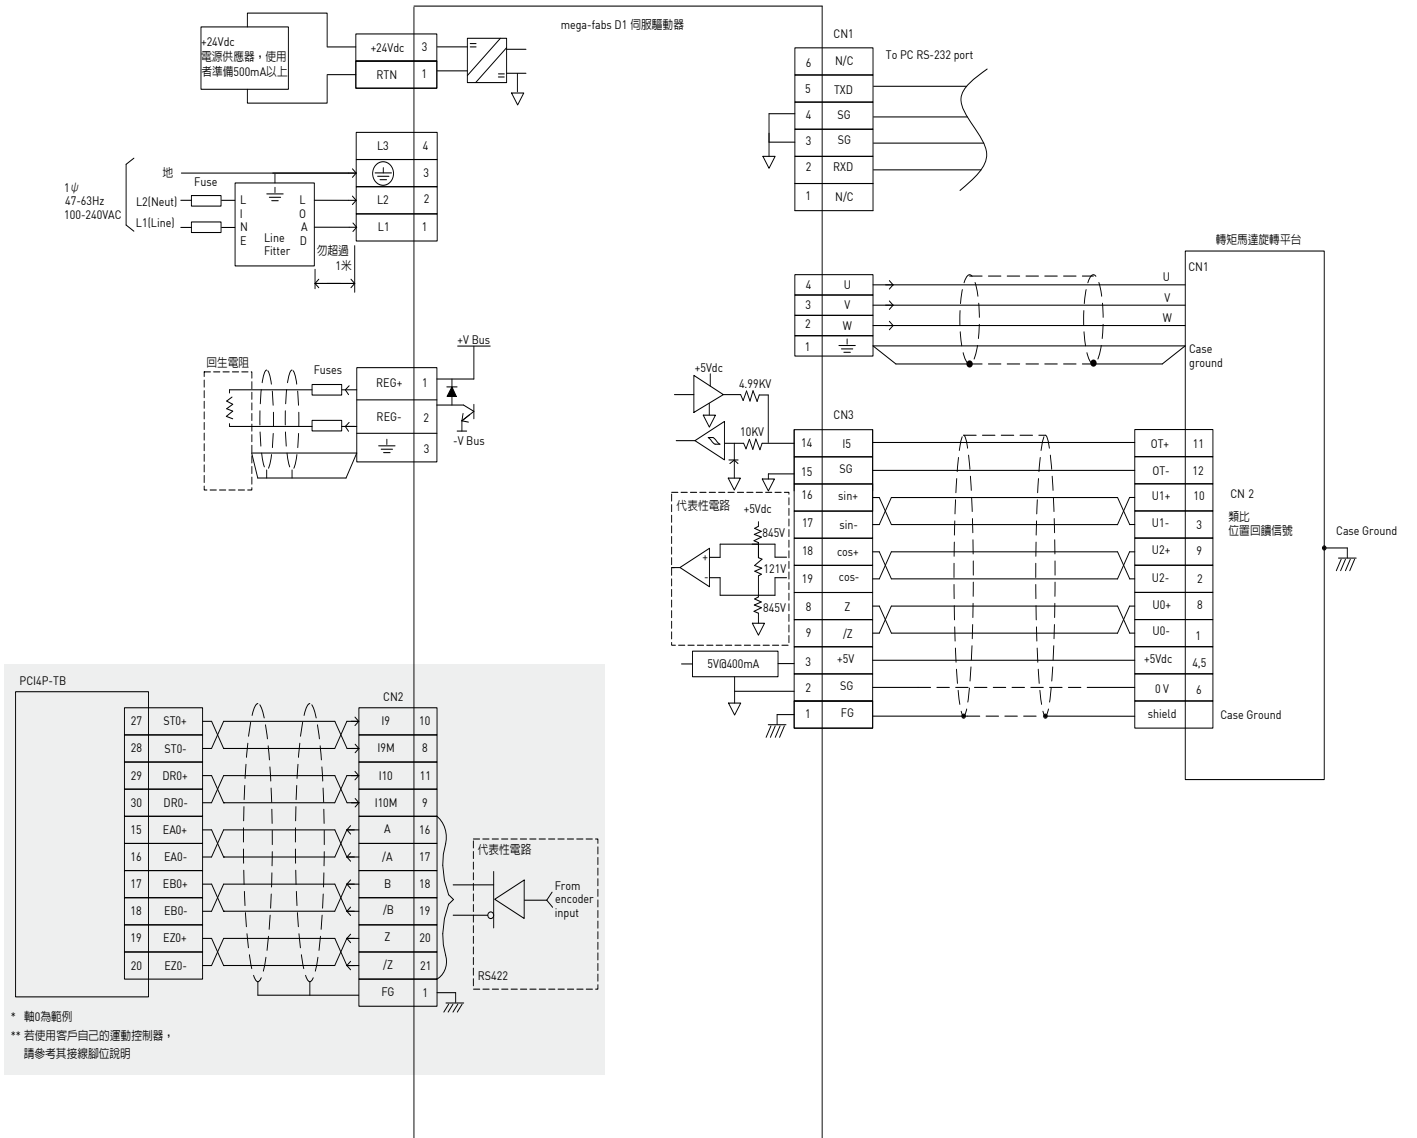 mega-fabs D1 伺服驅動器
+24Vdc
電源供應器，使用
者準備500mA以上
+24Vdc 3
RTN 1
L3 4
3
L2 2
L1 1
地
Fuse
1ψ
47-63Hz
100-240VAC
L2(Neut)
L1(Line)
LINE
LOAD
Line
Fitter
勿超過
1米
回生電阻
Fuses
REG+ 1
REG- 2
3
+V Bus
-V Bus
CN1
To PC RS-232 port
6 N/C
5 TXD
4 SG
3 SG
2 RXD
1 N/C
4 U
3 V
2 W
1
U
V
W
轉矩馬達旋轉平台
CN1
Case
ground
+5Vdc
4.99KV
10KV
CN3
14 I5
15 SG
16 sin+
17 sin-
18 cos+
19 cos-
8 Z
9 /Z
3 +5V
2 SG
1 FG
代表性電路
+5Vdc
845V
121V
845V
+
-
5V@400mA
OT+ 11
OT- 12
U1+ 10
U1- 3
U2+ 9
U2- 2
U0+ 8
U0- 1
+5Vdc 4,5
0 V 6
shield
CN 2
類比
位置回饋信號
Case Ground
Case Ground
PCI4P-TB
27 ST0+
28 ST0-
29 DR0+
30 DR0-
15 EA0+
16 EA0-
17 EB0+
18 EB0-
19 EZ0+
20 EZ0-
CN2
I9 10
I9M 8
I10 11
I10M 9
A 16
/A 17
B 18
/B 19
Z 20
/Z 21
FG 1
代表性電路
From
encoder
input
RS422
* 軸0為範例
** 若使用客戶自己的運動控制器，
請參考其接線腳位說明